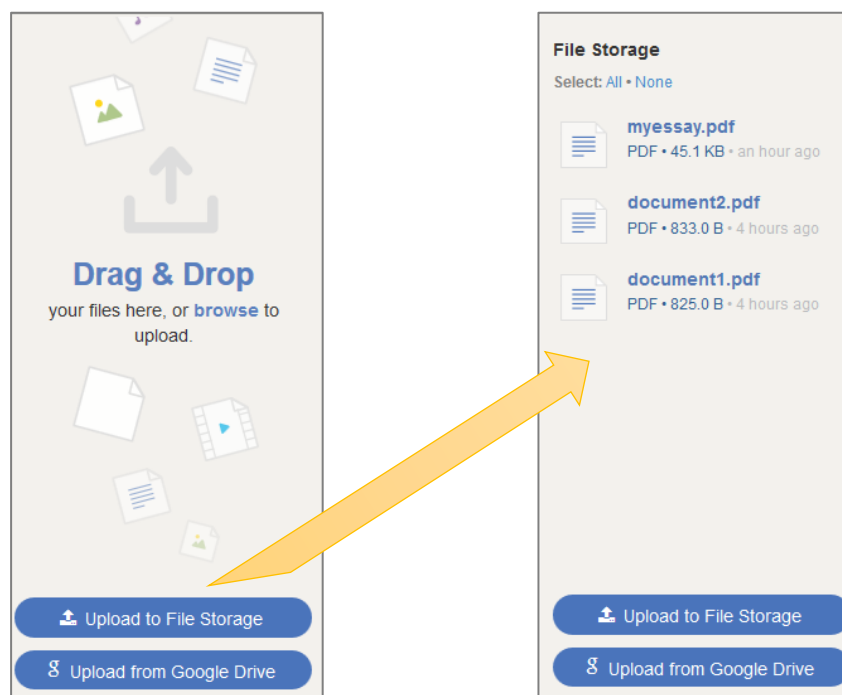 Drag & Drop
your files here, or browse to
upload.
Upload to File Storage
g Upload from Google Drive
File Storage
Select: All • None
myessay.pdf
PDF • 45.1 KB • an hour ago
document2.pdf
PDF • 833.0 B • 4 hours ago
document1.pdf
PDF • 825.0 B • 4 hours ago
Upload to File Storage
g Upload from Google Drive